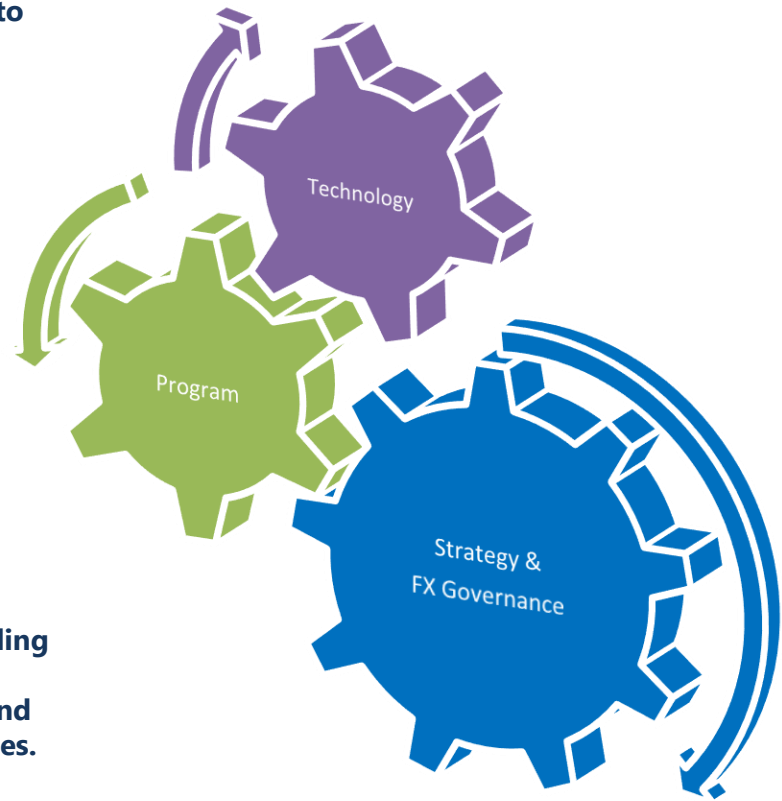 to
Technology
Program
Strategy &
FX Governance
ling
nd
es.